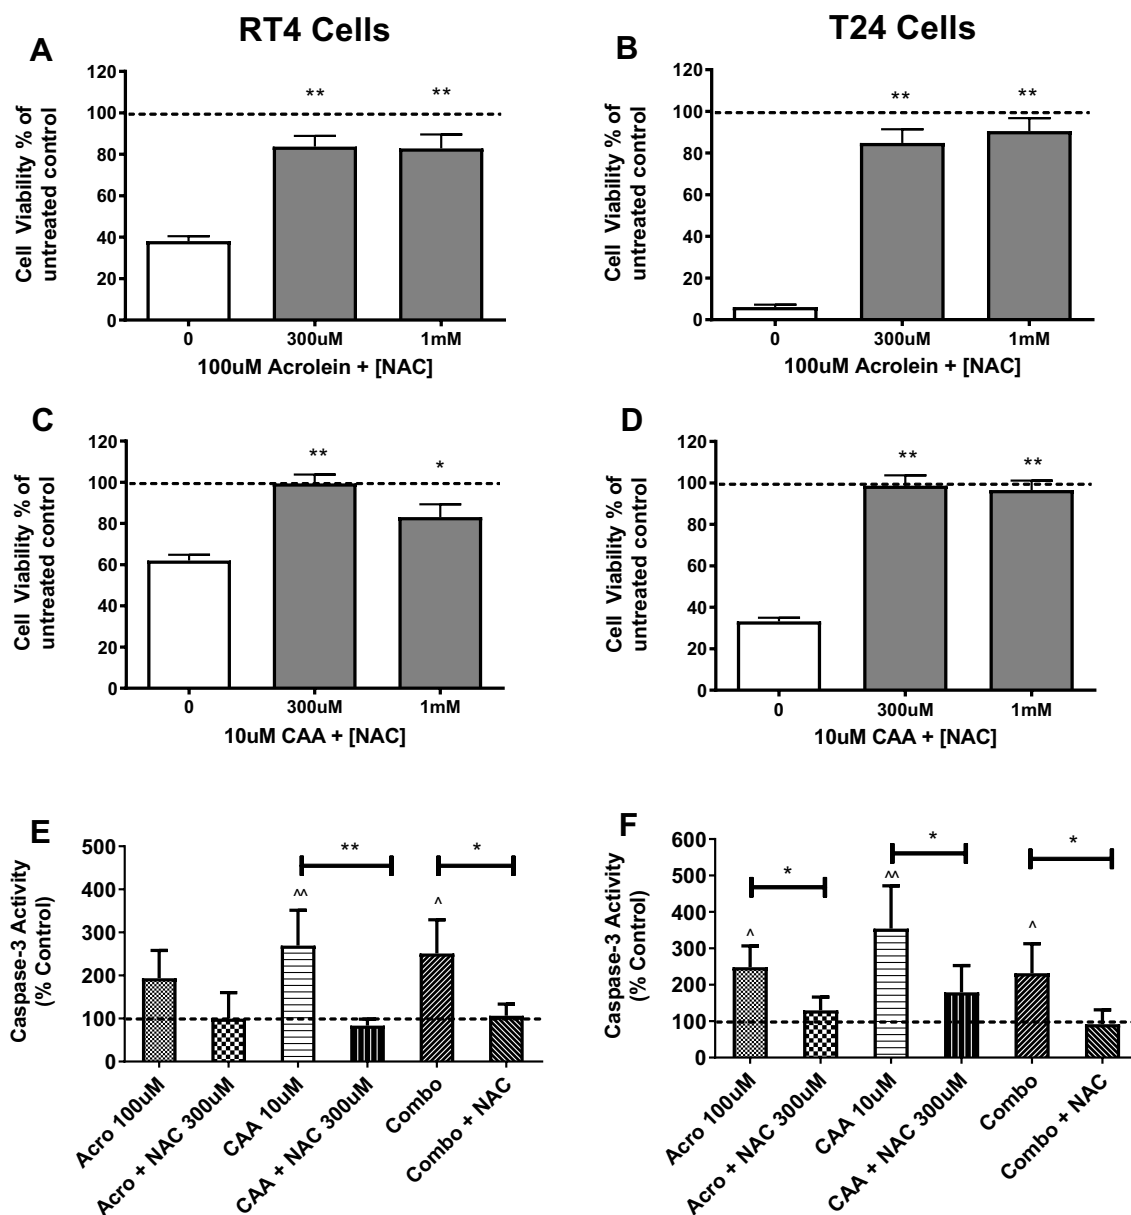 RT4 Cells
T24 Cells
A
120
100
80
60
40
20
0
Cell Viability % of
untreated control
**
**
0
300uM
1mM
100uM Acrolein + [NAC]
B
120
100
80
60
40
20
0
Cell Viability % of
untreated control
**
**
0
300uM
1mM
100uM Acrolein + [NAC]
C
120
100
80
60
40
20
0
Cell Viability % of
untreated control
**
*
0
300uM
1mM
10uM CAA + [NAC]
D
120
100
80
60
40
20
0
Cell Viability % of
untreated control
**
**
0
300uM
1mM
10uM CAA + [NAC]
E
500
400
300
200
100
0
Caspase-3 Activity
(% Control)
**
*
^^
^
Acro 100uM
Acro + NAC 300uM
CAA 10uM
CAA + NAC 300uM
Combo
Combo + NAC
F
600
500
400
300
200
100
0
Caspase-3 Activity
(% Control)
*
*
*
^
^^
^
Acro 100uM
Acro + NAC 300uM
CAA 10uM
CAA + NAC 300uM
Combo
Combo + NAC